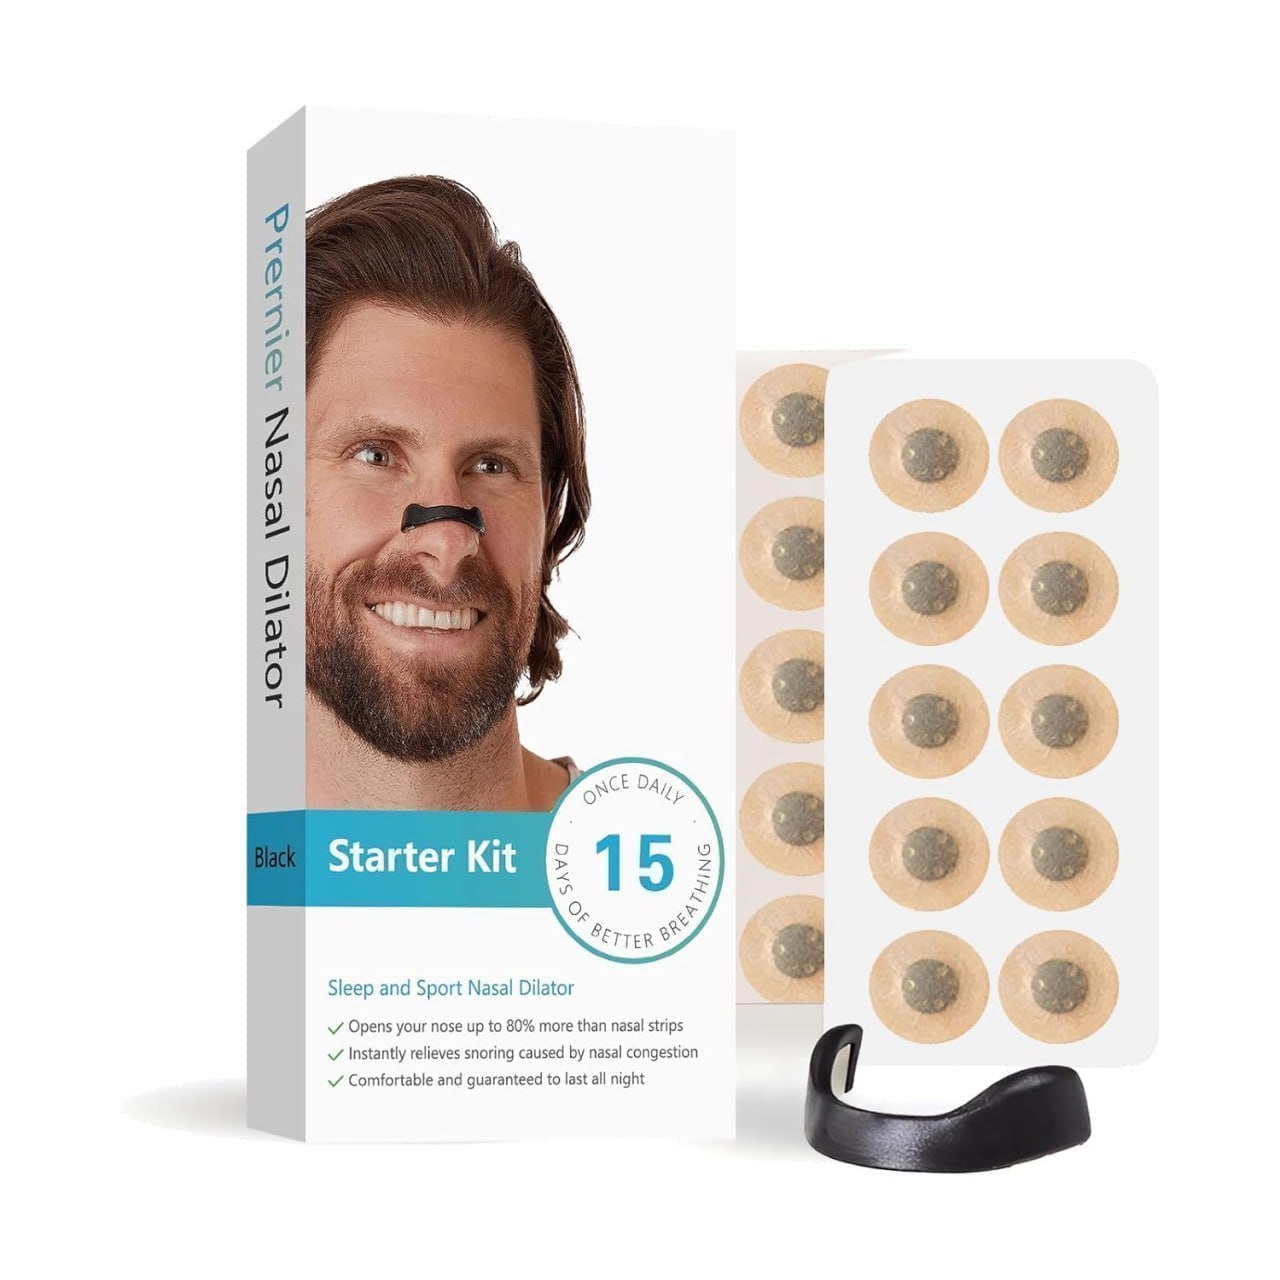 Prernier Nasal Dilator
Black
Starter Kit
ONCE DAILY
15
DAYS OF BETTER BREATHING
Sleep and Sport Nasal Dilator
Opens your nose up to 80% more than nasal strips
Instantly relieves snoring caused by nasal congestion
Comfortable and guaranteed to last all night